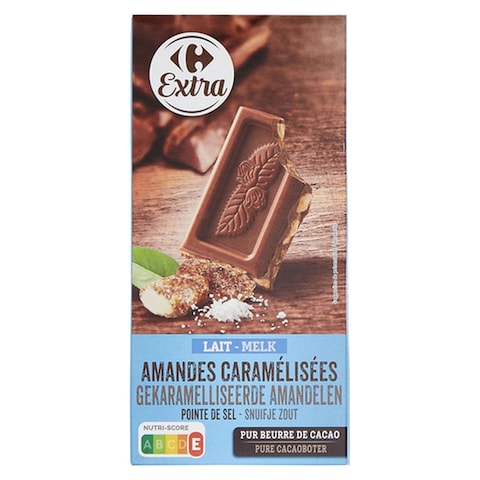 Extra
LAIT - MELK
AMANDES CARAMÉLISÉES
GEKARAMELLISEERDE AMANDELEN
POINTE DE SEL - SNUIFJE ZOUT
NUTRI-SCORE
A B C D E
PUR BEURRE DE CACAO
PURE CACAOBOTER